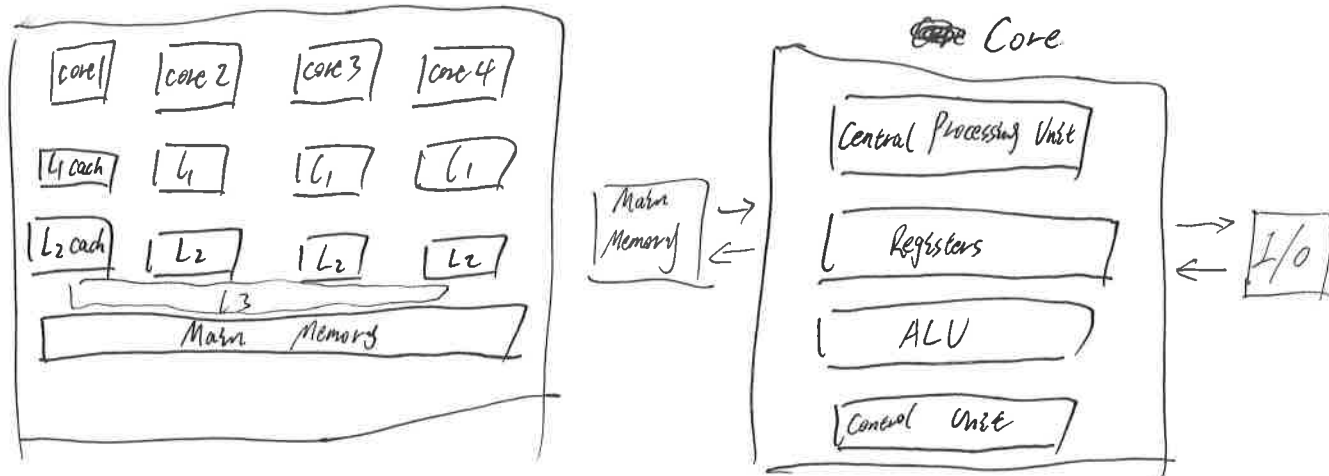 Core
core1 core 2 core 3 core 4
Central Processing Unit
L1 cach L1 L1 L1
Main
Memory
Registers
I/O
L2 cach L2 L2 L2
L3
Main Memory
ALU
Control Unit